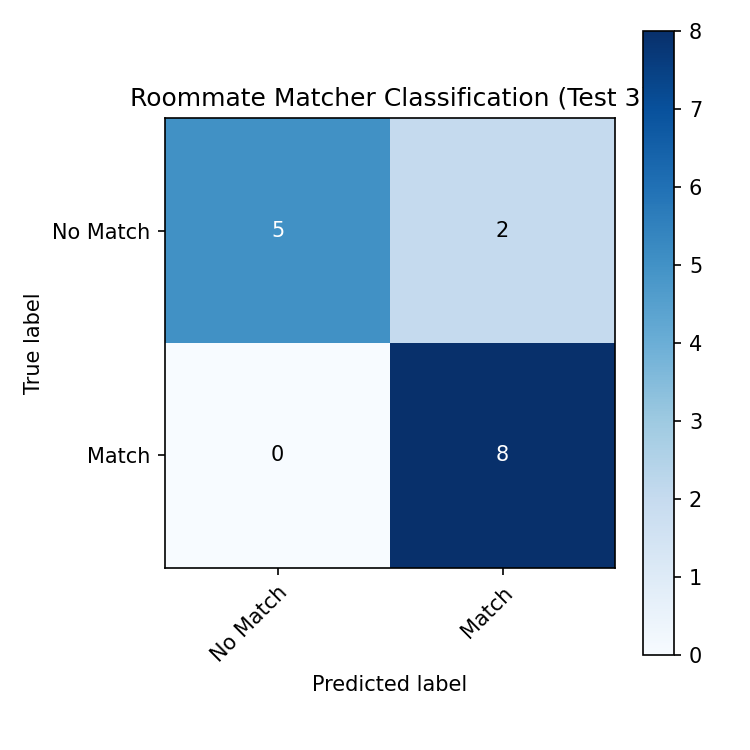 Roommate Matcher Classification (Test 3
8
7
6
5
4
3
2
1
0
True label
No Match
5
2
Match
0
8
No Match
Match
Predicted label